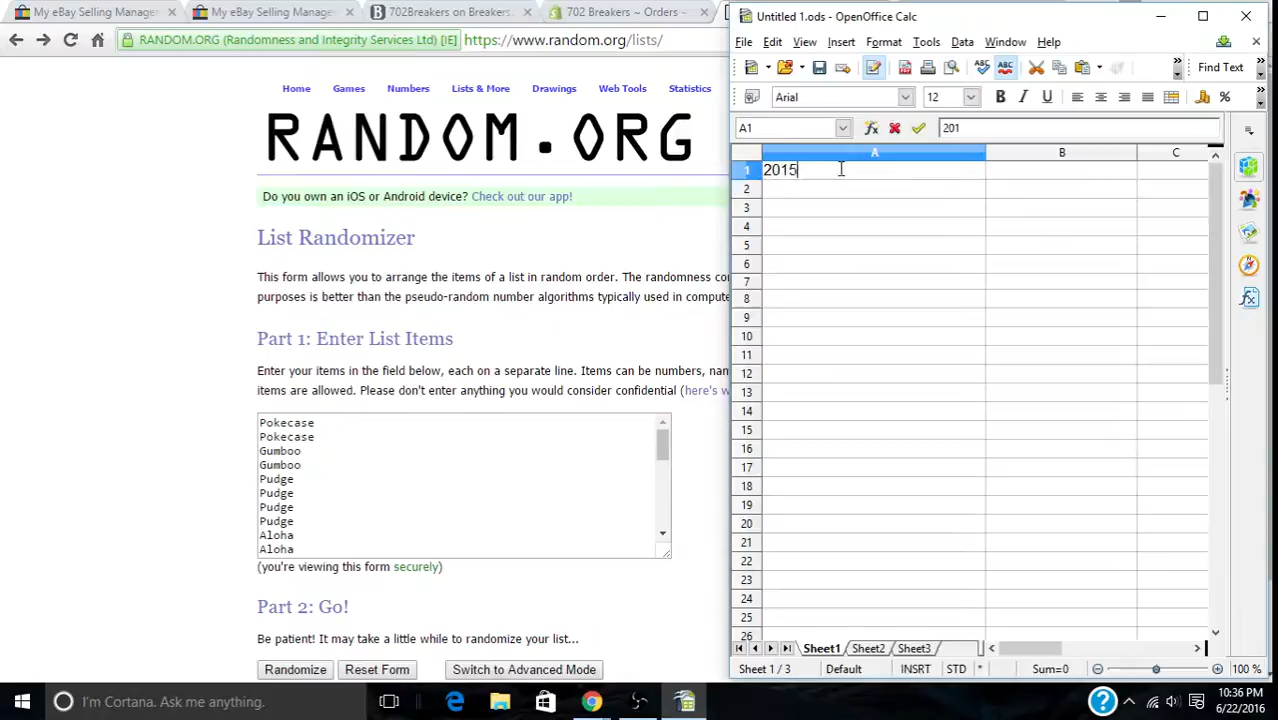 My eBay Selling Manage
My eBay Selling Manage
702Breakers on Breakers
702 Breakers ~ Orders ~
Untitled 1.ods - OpenOffice Calc
RANDOM.ORG (Randomness and Integrity Services Ltd) [IE]
https://www.random.org/lists/
File Edit View Insert Format Tools Data Window Help
Find Text
Home Games Numbers Lists & More Drawings Web Tools Statistics
Arial 12
RANDOM.ORG
A1 201
A B C
2015
Do you own an iOS or Android device? Check out our app!
List Randomizer
This form allows you to arrange the items of a list in random order. The randomness
purposes is better than the pseudo-random number algorithms typically used in
Part 1: Enter List Items
Enter your items in the field below, each on a separate line. Items can be numbers,
items are allowed. Please don't enter anything you would consider confidential (here's
Pokecase
Pokecase
Gumboo
Gumboo
Pudge
Pudge
Pudge
Pudge
Aloha
Aloha
(you're viewing this form securely)
Part 2: Go!
Be patient! It may take a little while to randomize your list...
Randomize Reset Form Switch to Advanced Mode
1
2
3
4
5
6
7
8
9
10
11
12
13
14
15
16
17
18
19
20
21
22
23
24
25
26
Sheet1 Sheet2 Sheet3
Sheet 1 / 3 Default INSRT STD * Sum=0 100 %
I'm Cortana. Ask me anything.
10:36 PM
6/22/2016